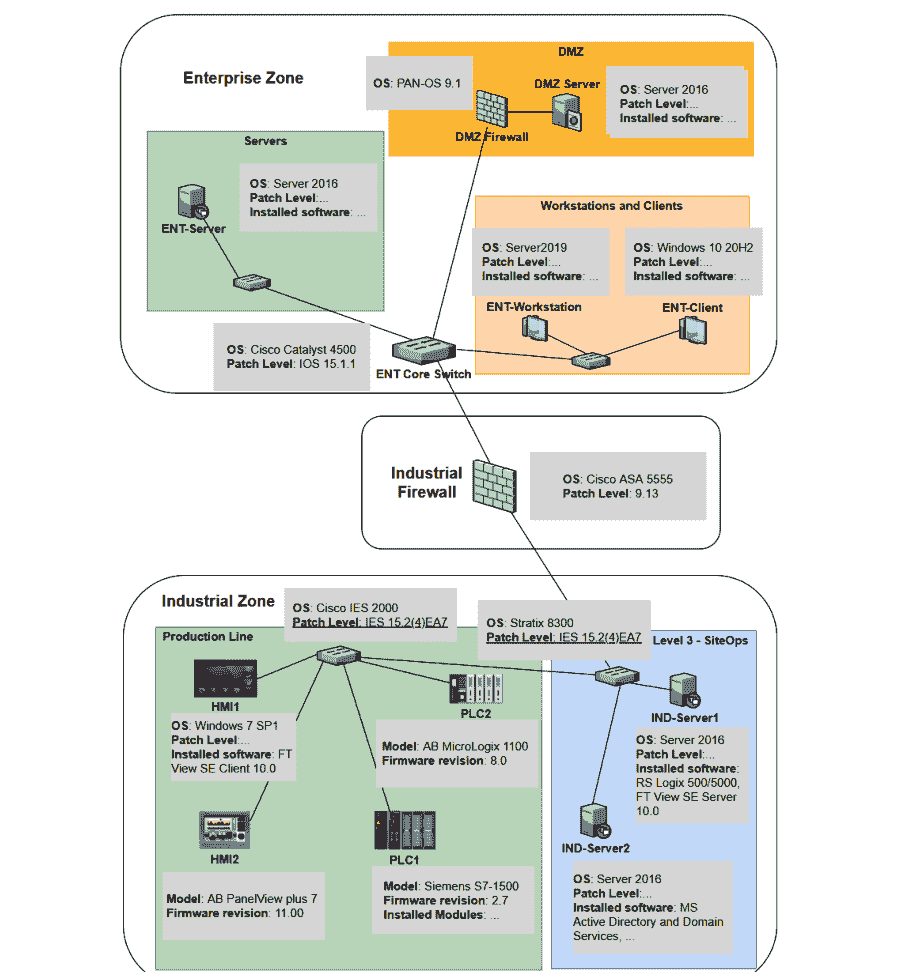 DMZ
Enterprise Zone
OS: PAN-OS 9.1
DMZ Server
OS: Server 2016
Patch Level:...
Installed software: ...
DMZ Firewall
Servers
OS: Server 2016
Patch Level:...
Installed software: ...
ENT-Server
Workstations and Clients
OS: Server2019
Patch Level:...
Installed software: ...
OS: Windows 10 20H2
Patch Level:...
Installed software: ...
ENT-Workstation
ENT-Client
OS: Cisco Catalyst 4500
Patch Level: IOS 15.1.1
ENT Core Switch
Industrial
Firewall
OS: Cisco ASA 5555
Patch Level: 9.13
Industrial Zone
OS: Cisco IES 2000
Patch Level: IES 15.2(4)EA7
OS: Stratix 8300
Patch Level: IES 15.2(4)EA7
Production Line
Level 3 - SiteOps
HMI1
OS: Windows 7 SP1
Patch Level:...
Installed software: FT
View SE Client 10.0
PLC2
Model: AB MicroLogix 1100
Firmware revision: 8.0
IND-Server1
OS: Server 2016
Patch Level:...
Installed software:
RS Logix 500/5000,
FT View SE Server
10.0
HMI2
Model: AB PanelView plus 7
Firmware revision: 11.00
PLC1
Model: Siemens S7-1500
Firmware revision: 2.7
Installed Modules: ...
IND-Server2
OS: Server 2016
Patch Level:...
Installed software: MS
Active Directory and Domain
Services, ...